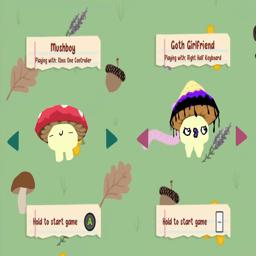 Mushboy
Playing with: Xbox One Controller
Goth Girlfriend
Playing with: Right Half Keyboard
Hold to start game
A
Hold to start game